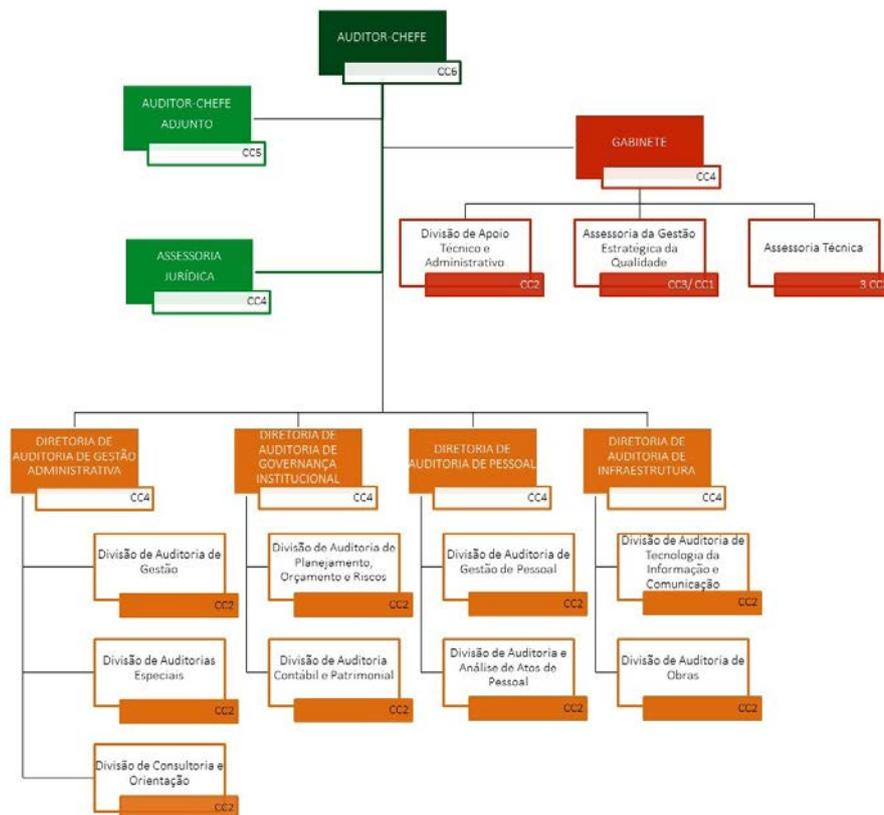 AUDITOR-CHEFE
CC6
AUDITOR-CHEFE
ADJUNTO
CC5
GABINETE
CC4
Divisão de Apoio
Técnico e
Administrativo
CC2
Assessoria da Gestão
Estratégica da
Qualidade
CC3/ CC1
Assessoria Técnica
3 CC
ASSESSORIA
JURÍDICA
CC4
DIRETORIA DE
AUDITORIA DE GESTÃO
ADMINISTRATIVA
CC4
DIRETORIA DE
AUDITORIA DE
GOVERNANÇA
INSTITUCIONAL
CC4
DIRETORIA DE
AUDITORIA DE PESSOAL
CC4
DIRETORIA DE
AUDITORIA DE
INFRAESTRUTURA
CC4
Divisão de Auditoria de
Gestão
CC2
Divisão de Auditoria de
Planejamento,
Orçamento e Riscos
CC2
Divisão de Auditoria de
Gestão de Pessoal
CC2
Divisão de Auditoria de
Tecnologia da
Informação e
Comunicação
CC2
Divisão de Auditorias
Especiais
CC2
Divisão de Auditoria
Contábil e Patrimonial
CC2
Divisão de Auditoria e
Análise de Atos de
Pessoal
CC2
Divisão de Auditoria de
Obras
CC2
Divisão de Consultoria e
Orientação
CC2